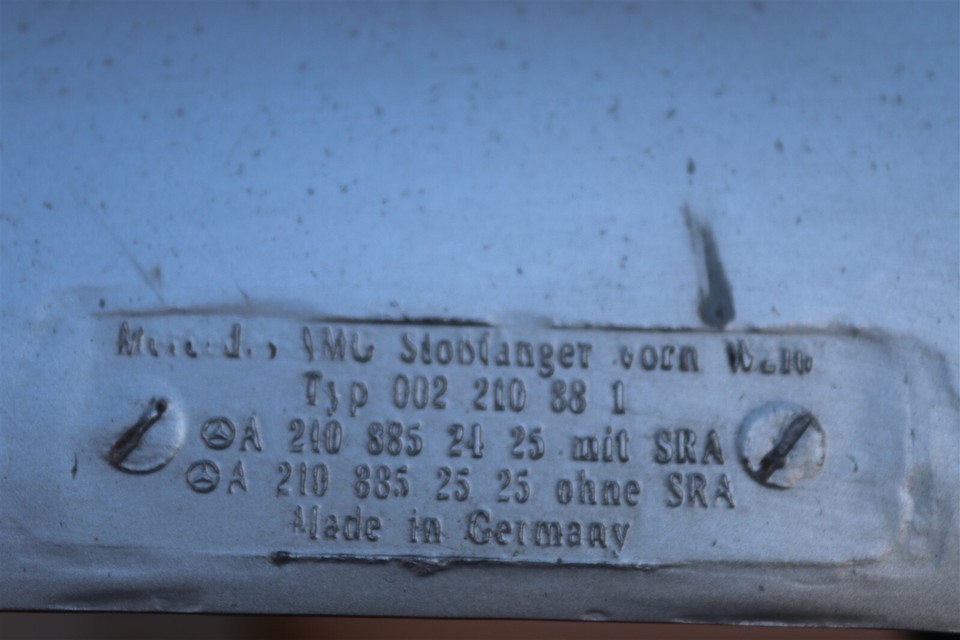 AMG Stoßfänger vorn W210
Typ 002 210 88 1
A 210 885 24 25 mit SRA
A 210 885 25 25 ohne SRA
Made in Germany